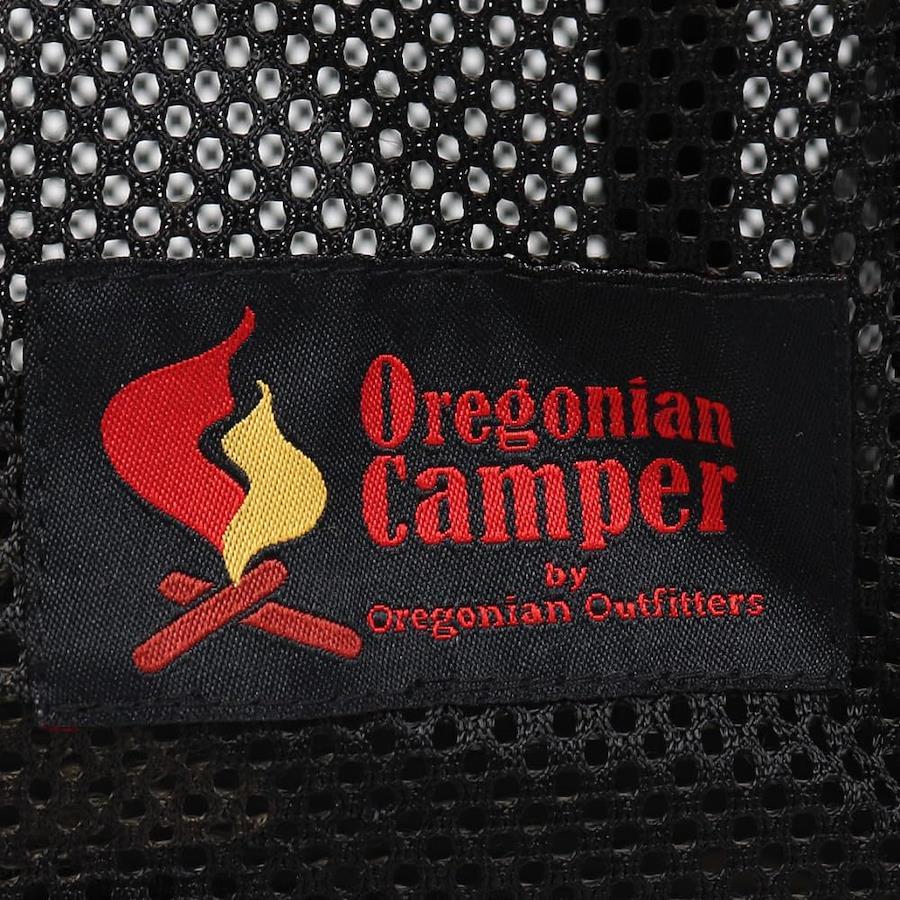 Oregonian
Camper
by
Oregonian Outfitters